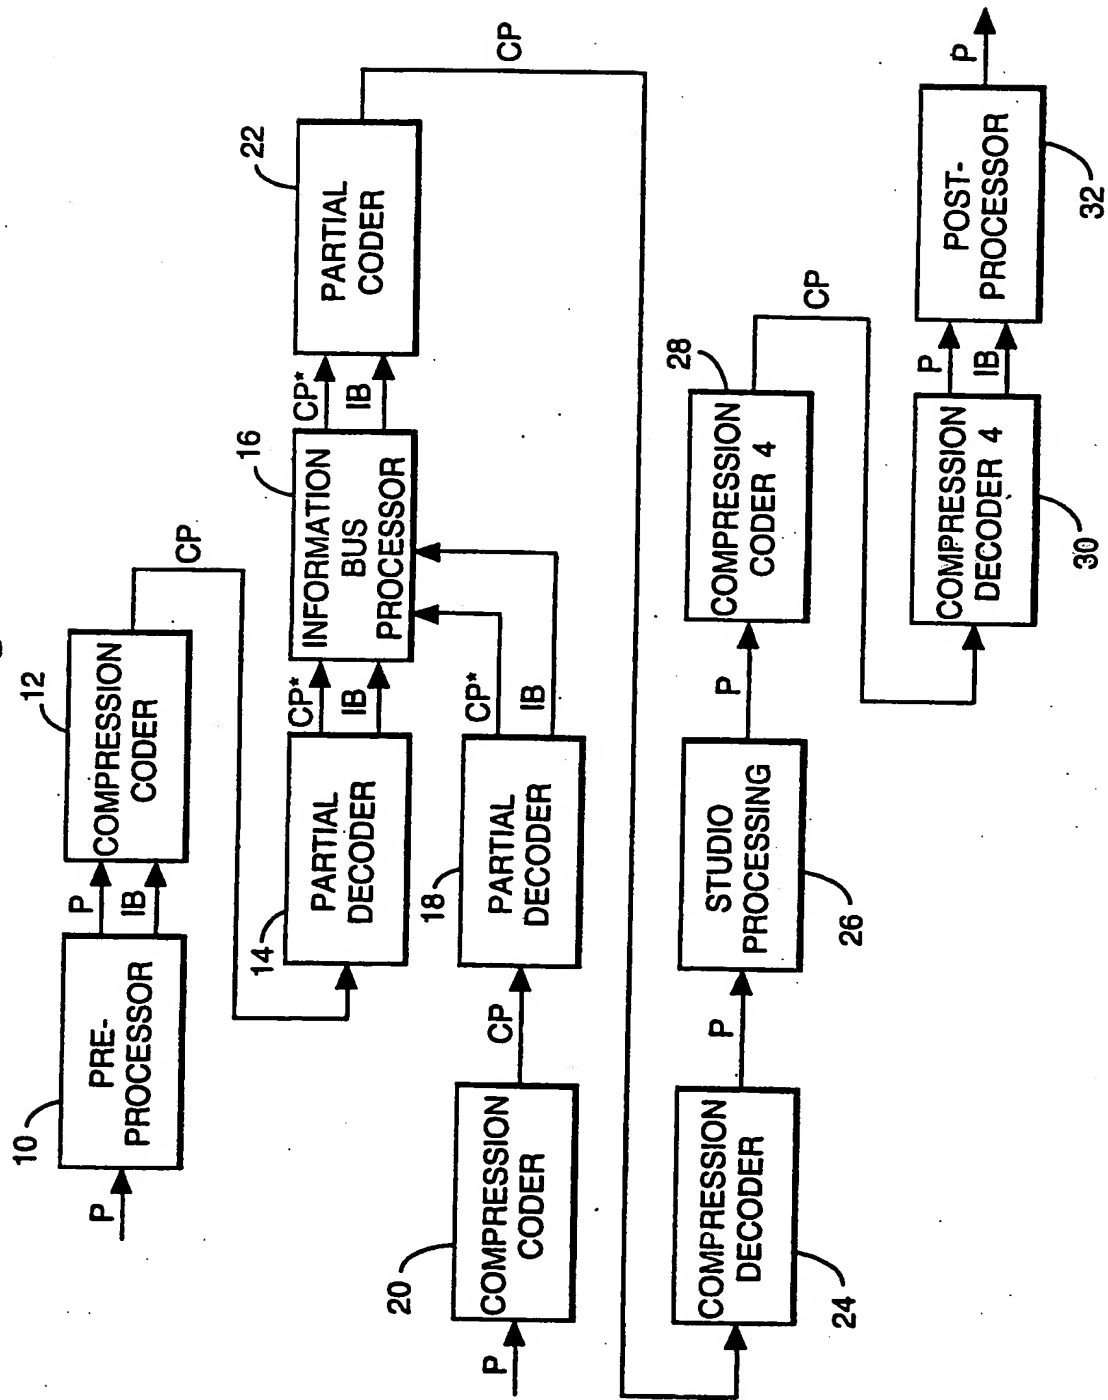 P
10
PRE-
PROCESSOR
P
IB
12
COMPRESSION
CODER
CP
14
PARTIAL
DECODER
CP*
IB
16
INFORMATION
BUS
PROCESSOR
CP*
IB
22
PARTIAL
CODER
CP
P
20
COMPRESSION
CODER
CP
18
PARTIAL
DECODER
CP*
IB
24
COMPRESSION
DECODER
P
26
STUDIO
PROCESSING
P
28
COMPRESSION
CODER 4
CP
30
COMPRESSION
DECODER 4
P
IB
32
POST-
PROCESSOR
P